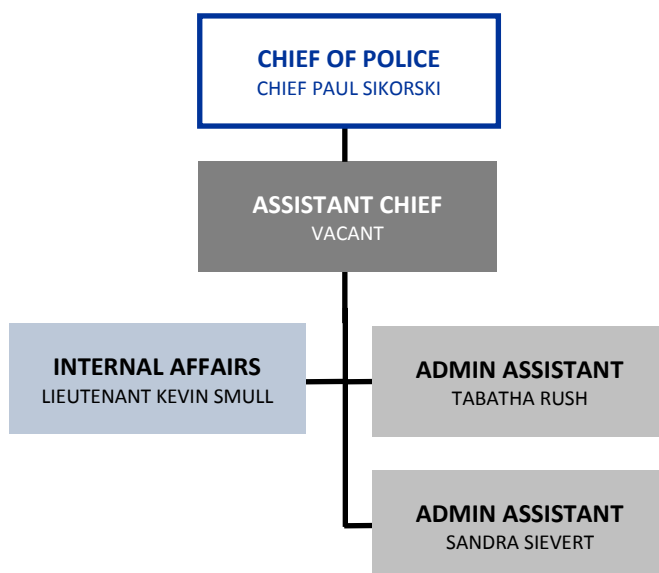 CHIEF OF POLICE
CHIEF PAUL SIKORSKI
ASSISTANT CHIEF
VACANT
INTERNAL AFFAIRS
LIEUTENANT KEVIN SMULL
ADMIN ASSISTANT
TABATHA RUSH
ADMIN ASSISTANT
SANDRA SIEVERT